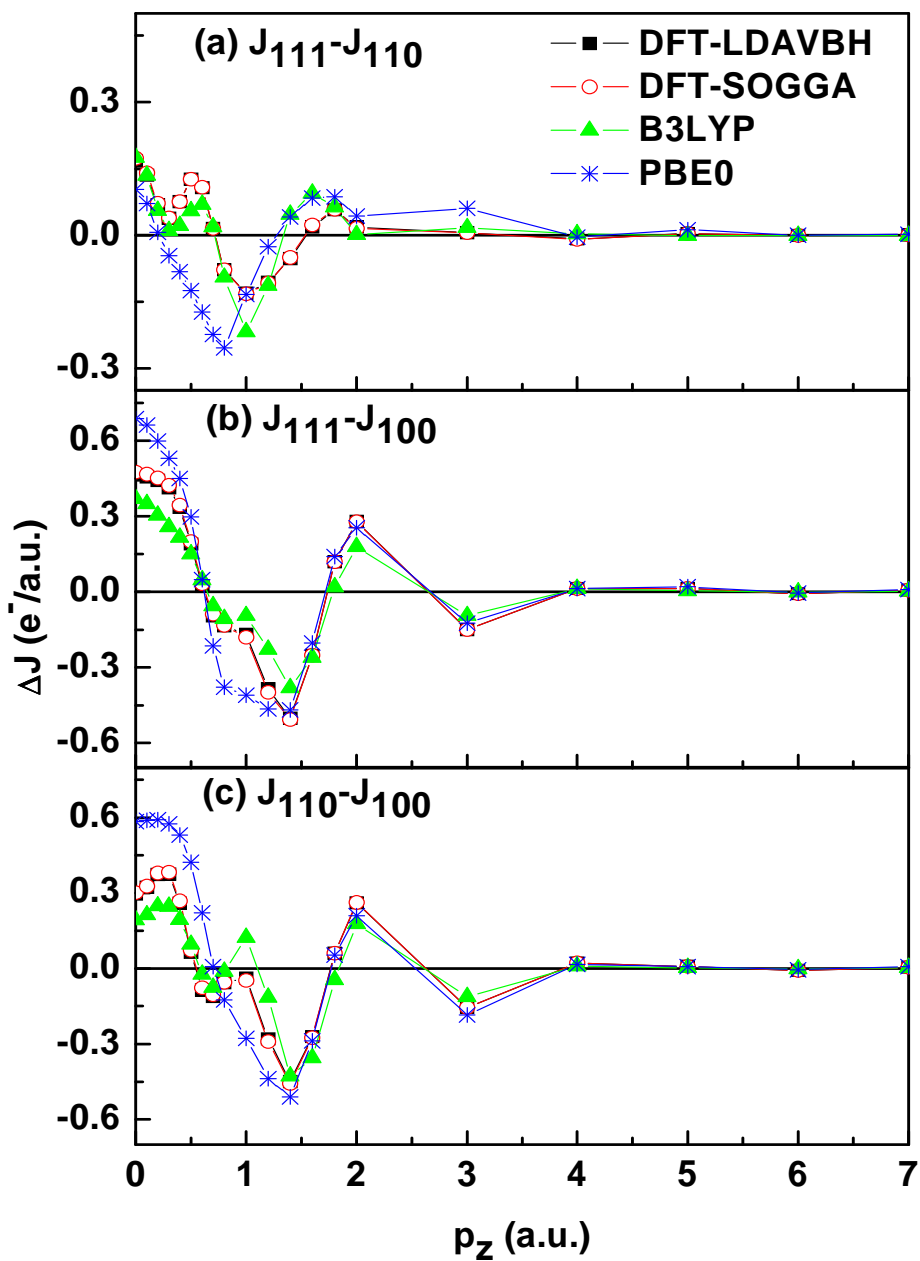 (a) J111-J110
DFT-LDAVBH
DFT-SOGGA
B3LYP
PBE0
0.3
0.0
-0.3
(b) J111-J100
0.6
0.3
0.0
-0.3
-0.6
(c) J110-J100
0.6
0.3
0.0
-0.3
-0.6
ΔJ (e⁻/a.u.)
0 1 2 3 4 5 6 7
pz (a.u.)